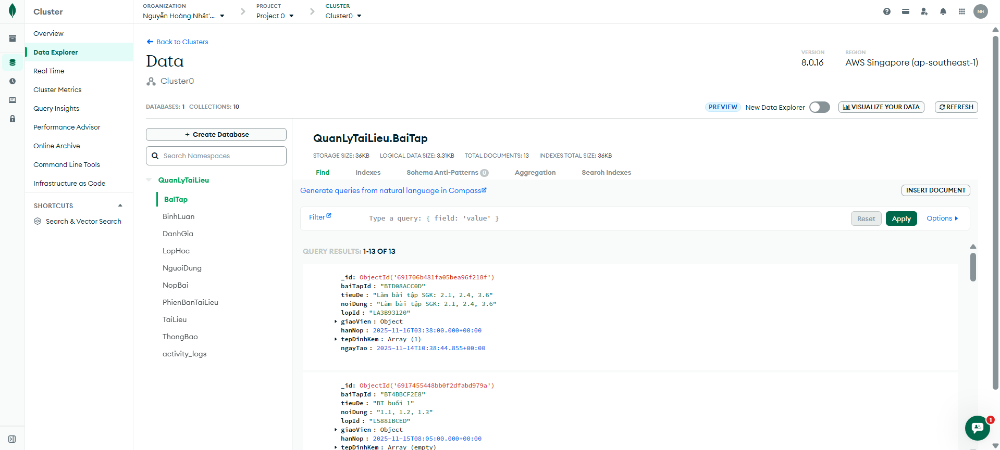 Cluster
ORGANIZATION
Nguyễn Hoàng Nhật'...
PROJECT
Project 0
CLUSTER
Cluster0
NH
Overview
Data Explorer
Real Time
Cluster Metrics
Query Insights
Performance Advisor
Online Archive
Command Line Tools
Infrastructure as Code
SHORTCUTS
Search & Vector Search
Back to Clusters
Data
Cluster0
VERSION
8.0.16
REGION
AWS Singapore (ap-southeast-1)
DATABASES: 1 COLLECTIONS: 10
PREVIEW New Data Explorer
VISUALIZE YOUR DATA
REFRESH
+ Create Database
Search Namespaces
QuanLyTaiLieu
BaiTap
BinhLuan
DanhGia
LopHoc
NguoiDung
NopBai
PhienBanTaiLieu
TaiLieu
ThongBao
activity_logs
QuanLyTaiLieu.BaiTap
STORAGE SIZE: 36KB LOGICAL DATA SIZE: 3.31KB TOTAL DOCUMENTS: 13 INDEXES TOTAL SIZE: 36KB
Find Indexes Schema Anti-Patterns 0 Aggregation Search Indexes
Generate queries from natural language in Compass
INSERT DOCUMENT
Filter Type a query: { field: 'value' } Reset Apply Options
QUERY RESULTS: 1-13 OF 13
_id: ObjectId('691706b481fa05bea96f218f')
baiTapId : "BTD08ACC0D"
tieuDe : "Làm bài tập SGK: 2.1, 2.4, 3.6"
noiDung : "Làm bài tập SGK: 2.1, 2.4, 3.6"
lopId : "LA3B93120"
giaoVien : Object
hanNop : 2025-11-16T03:38:00.000+00:00
tepDinhKem : Array (1)
ngayTao : 2025-11-14T10:38:44.855+00:00
_id: ObjectId('6917455448bb0f2dfabd979a')
baiTapId : "BT4BBCF2E8"
tieuDe : "BT buổi 1"
noiDung : "1.1, 1.2, 1.3"
lopId : "L5881BCED"
giaoVien : Object
hanNop : 2025-11-15T08:05:00.000+00:00
tepDinhKem : Array (empty)
1